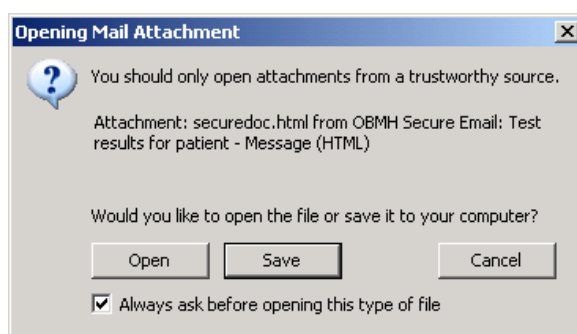 Opening Mail Attachment
You should only open attachments from a trustworthy source.
Attachment: securedoc.html from OBMH Secure Email: Test
results for patient - Message (HTML)
Would you like to open the file or save it to your computer?
Open Save Cancel
Always ask before opening this type of file